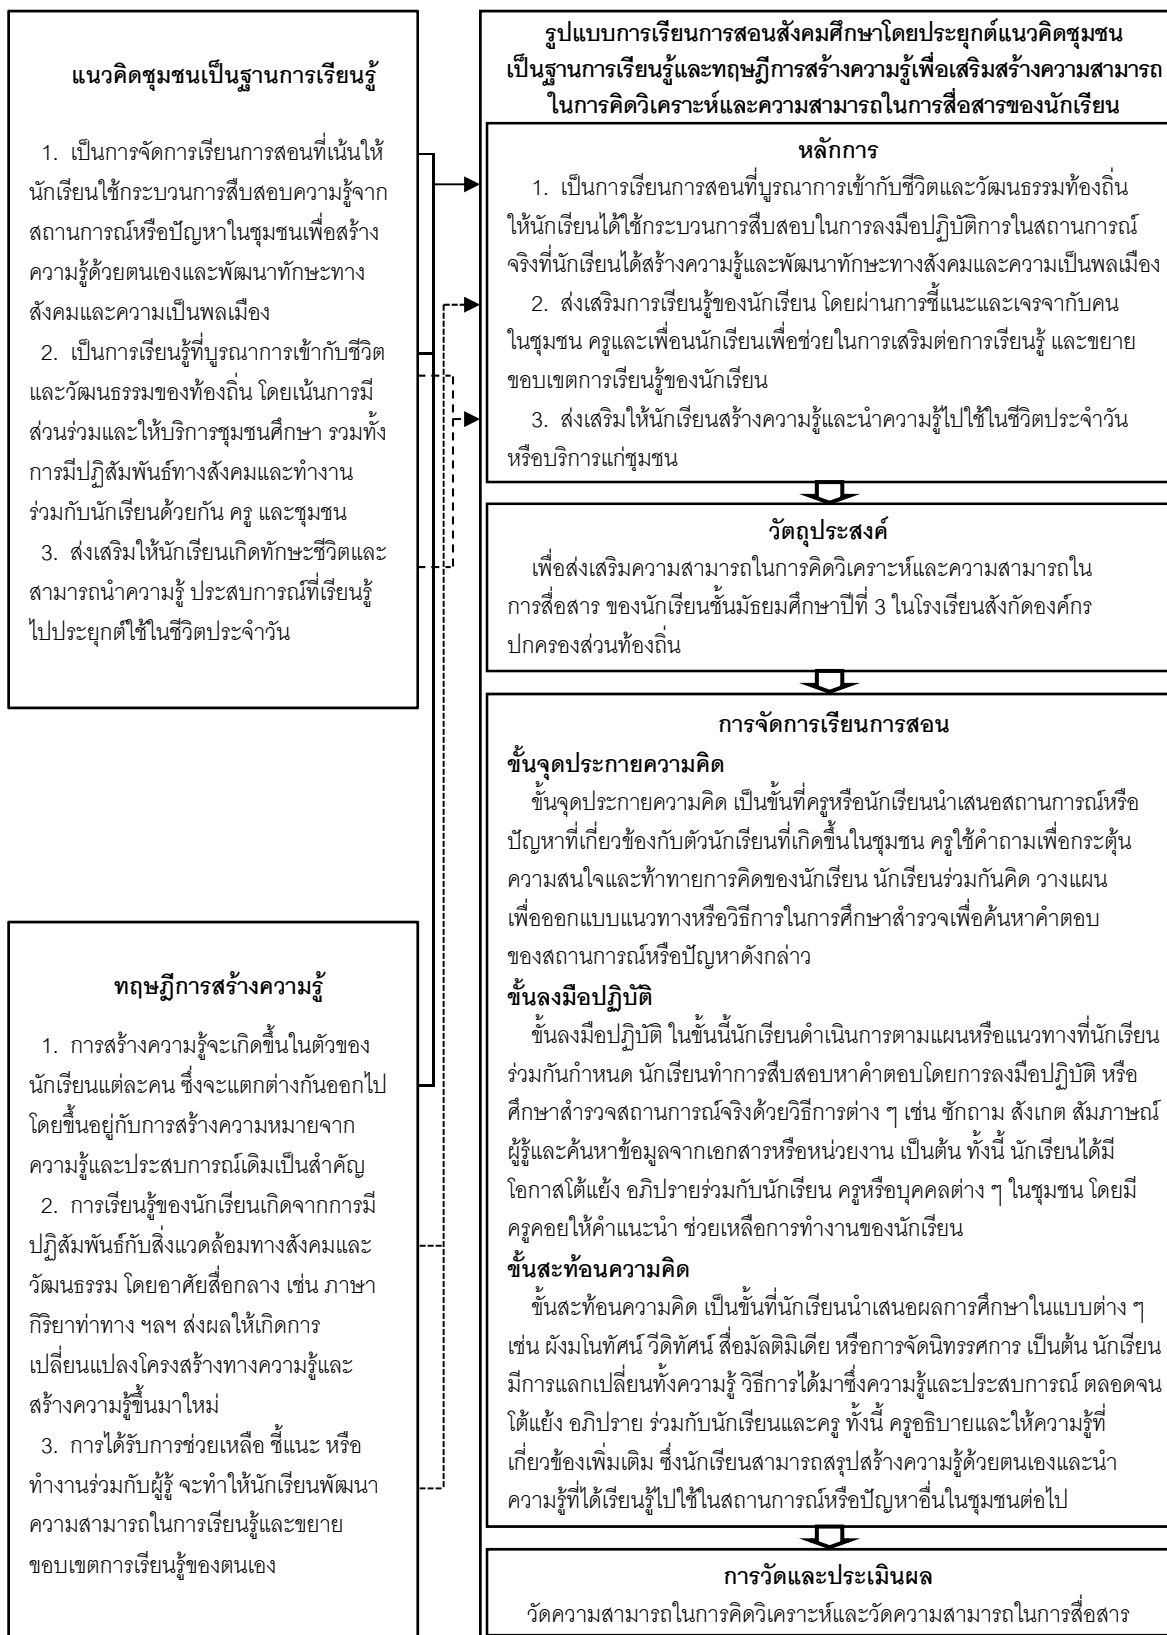 แนวคิดชุมชนเป็นฐานการเรียนรู้
1. เป็นการจัดการเรียนการสอนที่เน้นให้
นักเรียนใช้กระบวนการสืบสอบความรู้จาก
สถานการณ์หรือปัญหาในชุมชนเพื่อสร้าง
ความรู้ด้วยตนเองและพัฒนาทักษะทาง
สังคมและความเป็นพลเมือง
2. เป็นการเรียนรู้ที่บูรณาการเข้ากับชีวิต
และวัฒนธรรมของท้องถิ่น โดยเน้นการมี
ส่วนร่วมและให้บริการชุมชนศึกษา รวมทั้ง
การมีปฏิสัมพันธ์ทางสังคมและทำงาน
ร่วมกับนักเรียนด้วยกัน ครู และชุมชน
3. ส่งเสริมให้นักเรียนเกิดทักษะชีวิตและ
สามารถนำความรู้ ประสบการณ์ที่เรียนรู้
ไปประยุกต์ใช้ในชีวิตประจำวัน
ทฤษฎีการสร้างความรู้
1. การสร้างความรู้จะเกิดขึ้นในตัวของ
นักเรียนแต่ละคน ซึ่งจะแตกต่างกันออกไป
โดยขึ้นอยู่กับการสร้างความหมายจาก
ความรู้และประสบการณ์เดิมเป็นสำคัญ
2. การเรียนรู้ของนักเรียนเกิดจากการมี
ปฏิสัมพันธ์กับสิ่งแวดล้อมทางสังคมและ
วัฒนธรรม โดยอาศัยสื่อกลาง เช่น ภาษา
กิริยาท่าทาง ฯลฯ ส่งผลให้เกิดการ
เปลี่ยนแปลงโครงสร้างทางความรู้และ
สร้างความรู้ขึ้นมาใหม่
3. การได้รับการช่วยเหลือ ชี้แนะ หรือ
ทำงานร่วมกับผู้รู้ จะทำให้นักเรียนพัฒนา
ความสามารถในการเรียนรู้และขยาย
ขอบเขตการเรียนรู้ของตนเอง
รูปแบบการเรียนการสอนสังคมศึกษาโดยประยุกต์แนวคิดชุมชน
เป็นฐานการเรียนรู้และทฤษฎีการสร้างความรู้เพื่อเสริมสร้างความสามารถ
ในการคิดวิเคราะห์และความสามารถในการสื่อสารของนักเรียน
หลักการ
1. เป็นการเรียนการสอนที่บูรณาการเข้ากับชีวิตและวัฒนธรรมท้องถิ่น
ให้นักเรียนได้ใช้กระบวนการสืบสอบในการลงมือปฏิบัติการในสถานการณ์
จริงที่นักเรียนได้สร้างความรู้และพัฒนาทักษะทางสังคมและความเป็นพลเมือง
2. ส่งเสริมการเรียนรู้ของนักเรียน โดยผ่านการชี้แนะและเจรจากับคน
ในชุมชน ครูและเพื่อนนักเรียนเพื่อช่วยในการเสริมต่อการเรียนรู้ และขยาย
ขอบเขตการเรียนรู้ของนักเรียน
3. ส่งเสริมให้นักเรียนสร้างความรู้และนำความรู้ไปใช้ในชีวิตประจำวัน
หรือบริการแก่ชุมชน
วัตถุประสงค์
เพื่อส่งเสริมความสามารถในการคิดวิเคราะห์และความสามารถใน
การสื่อสาร ของนักเรียนชั้นมัธยมศึกษาปีที่ 3 ในโรงเรียนสังกัดองค์กร
ปกครองส่วนท้องถิ่น
การจัดการเรียนการสอน
ขั้นจุดประกายความคิด
ขั้นจุดประกายความคิด เป็นขั้นที่ครูหรือนักเรียนนำเสนอสถานการณ์หรือ
ปัญหาที่เกี่ยวข้องกับตัวนักเรียนที่เกิดขึ้นในชุมชน ครูใช้คำถามเพื่อกระตุ้น
ความสนใจและท้าทายการคิดของนักเรียน นักเรียนร่วมกันคิด วางแผน
เพื่อออกแบบแนวทางหรือวิธีการในการศึกษาสำรวจเพื่อค้นหาคำตอบ
ของสถานการณ์หรือปัญหาดังกล่าว
ขั้นลงมือปฏิบัติ
ขั้นลงมือปฏิบัติ ในขั้นนี้นักเรียนดำเนินการตามแผนหรือแนวทางที่นักเรียน
ร่วมกันกำหนด นักเรียนทำการสืบสอบหาคำตอบโดยการลงมือปฏิบัติ หรือ
ศึกษาสำรวจสถานการณ์จริงด้วยวิธีการต่าง ๆ เช่น ซักถาม สังเกต สัมภาษณ์
ผู้รู้และค้นหาข้อมูลจากเอกสารหรือหน่วยงาน เป็นต้น ทั้งนี้ นักเรียนได้มี
โอกาสโต้แย้ง อภิปรายร่วมกับนักเรียน ครูหรือบุคคลต่าง ๆ ในชุมชน โดยมี
ครูคอยให้คำแนะนำ ช่วยเหลือการทำงานของนักเรียน
ขั้นสะท้อนความคิด
ขั้นสะท้อนความคิด เป็นขั้นที่นักเรียนนำเสนอผลการศึกษาในแบบต่าง ๆ
เช่น ผังมโนทัศน์ วีดิทัศน์ สื่อมัลติมิเดีย หรือการจัดนิทรรศการ เป็นต้น นักเรียน
มีการแลกเปลี่ยนทั้งความรู้ วิธีการได้มาซึ่งความรู้และประสบการณ์ ตลอดจน
โต้แย้ง อภิปราย ร่วมกับนักเรียนและครู ทั้งนี้ ครูอธิบายและให้ความรู้ที่
เกี่ยวข้องเพิ่มเติม ซึ่งนักเรียนสามารถสรุปสร้างความรู้ด้วยตนเองและนำ
ความรู้ที่ได้เรียนรู้ไปใช้ในสถานการณ์หรือปัญหาอื่นในชุมชนต่อไป
การวัดและประเมินผล
วัดความสามารถในการคิดวิเคราะห์และวัดความสามารถในการสื่อสาร